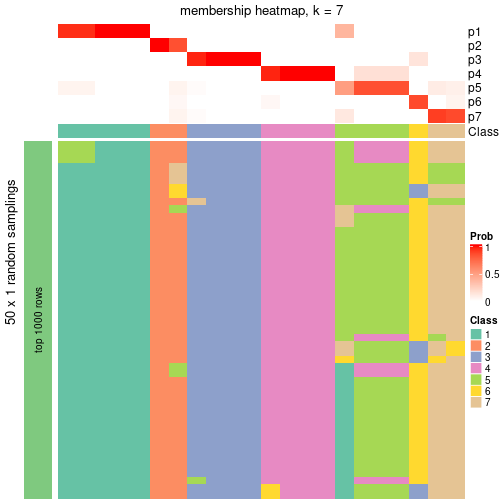 membership heatmap, k = 7
p1
p2
p3
p4
p5
p6
p7
Class
50 x 1 random samplings
top 1000 rows
Prob
1
0.5
0
Class
1
2
3
4
5
6
7